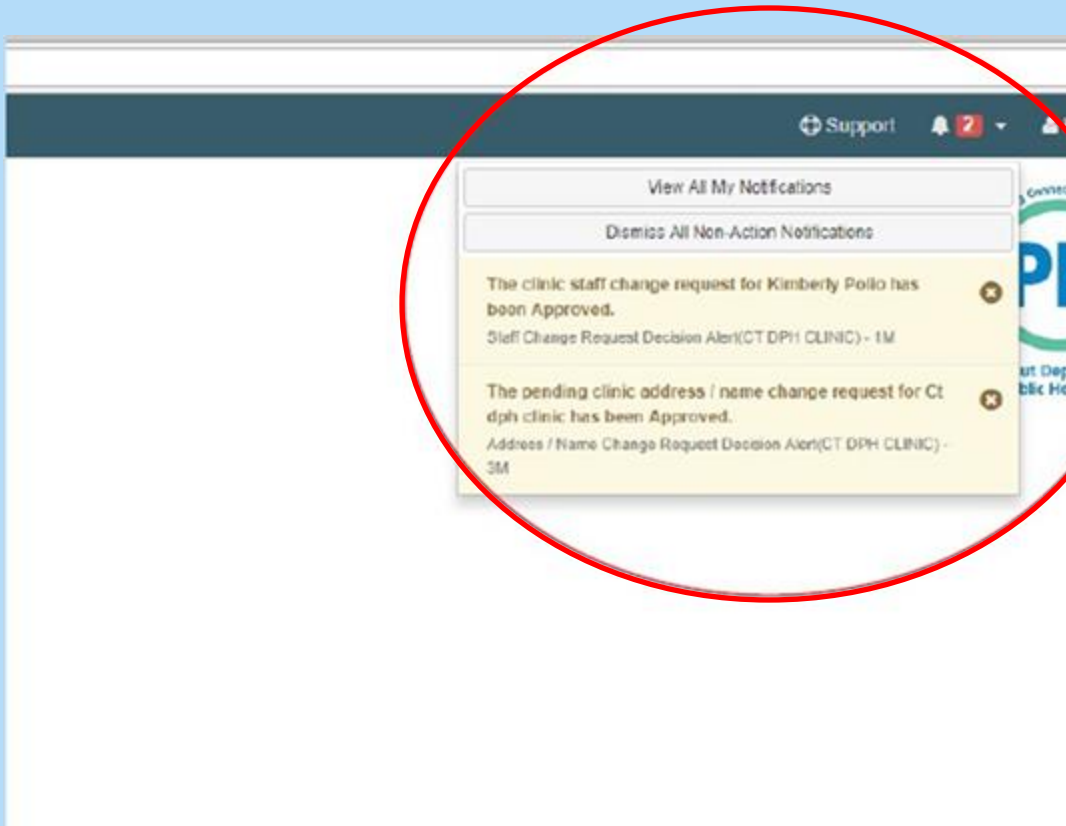 Support 2
View All My Notifications
Dismiss All Non-Action Notifications
The clinic staff change request for Kimberly Polio has
been Approved.
Staff Change Request Decision Alert(CT DPH CLINIC) - 1M
The pending clinic address / name change request for Ct
dph clinic has been Approved.
Address / Name Change Request Decision Alert(CT DPH CLINIC) -
3M